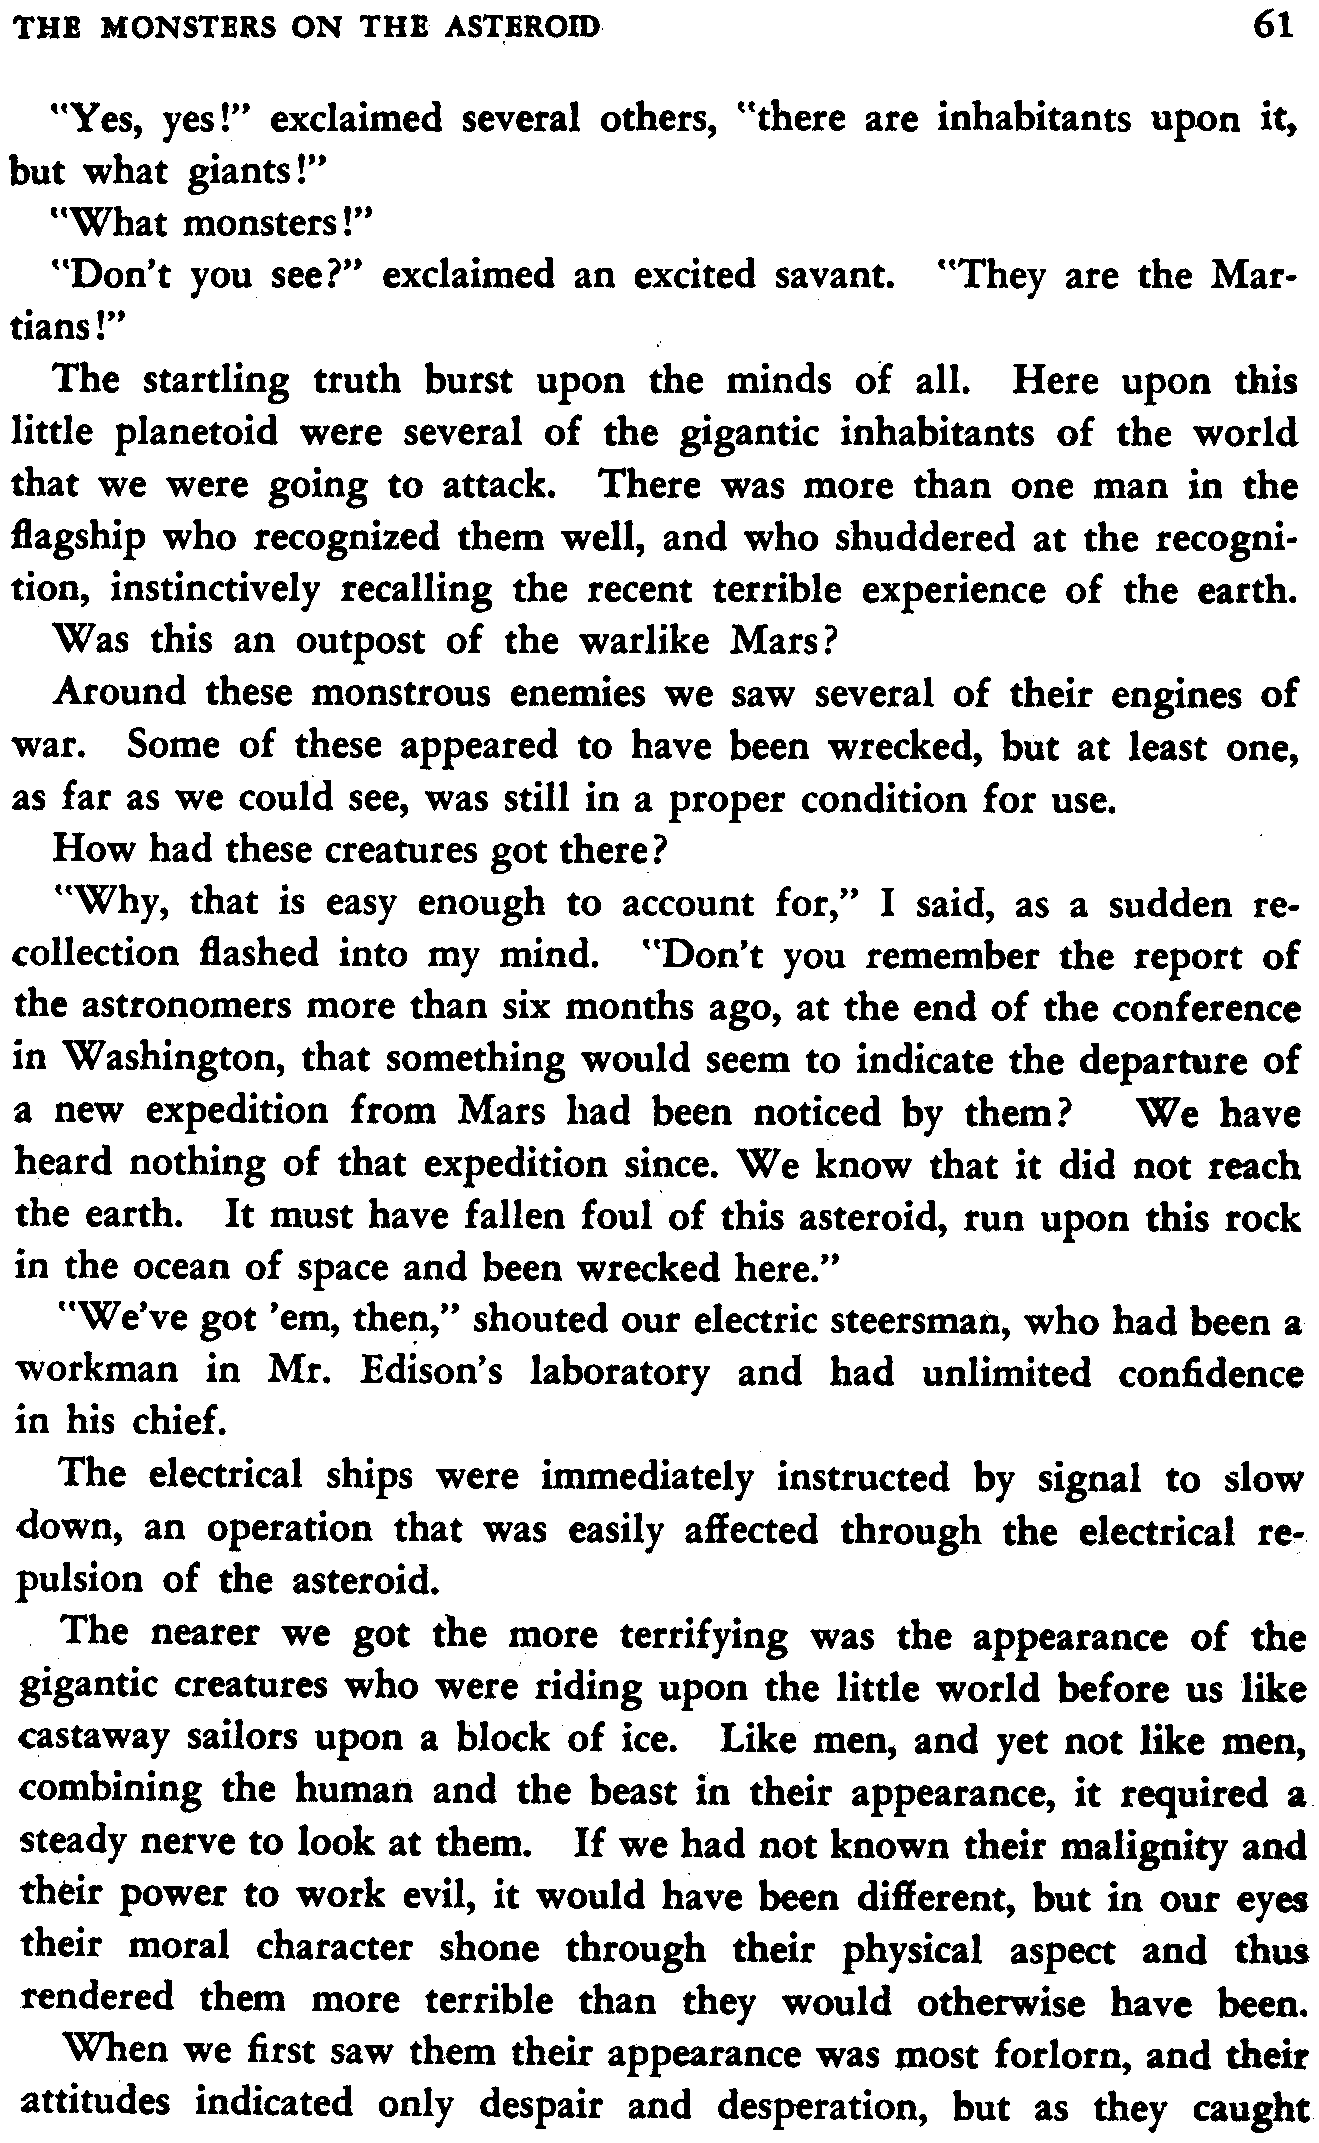 THE MONSTERS ON THE ASTEROID 61
"Yes, yes!" exclaimed several others, "there are inhabitants upon it,
but what giants!"
"What monsters!"
"Don't you see?" exclaimed an excited savant. "They are the Mar-
tians!"
The startling truth burst upon the minds of all. Here upon this
little planetoid were several of the gigantic inhabitants of the world
that we were going to attack. There was more than one man in the
flagship who recognized them well, and who shuddered at the recogni-
tion, instinctively recalling the recent terrible experience of the earth.
Was this an outpost of the warlike Mars?
Around these monstrous enemies we saw several of their engines of
war. Some of these appeared to have been wrecked, but at least one,
as far as we could see, was still in a proper condition for use.
How had these creatures got there?
"Why, that is easy enough to account for," I said, as a sudden re-
collection flashed into my mind. "Don't you remember the report of
the astronomers more than six months ago, at the end of the conference
in Washington, that something would seem to indicate the departure of
a new expedition from Mars had been noticed by them? We have
heard nothing of that expedition since. We know that it did not reach
the earth. It must have fallen foul of this asteroid, run upon this rock
in the ocean of space and been wrecked here."
"We've got 'em, then," shouted our electric steersman, who had been a
workman in Mr. Edison's laboratory and had unlimited confidence
in his chief.
The electrical ships were immediately instructed by signal to slow
down, an operation that was easily affected through the electrical re-
pulsion of the asteroid.
The nearer we got the more terrifying was the appearance of the
gigantic creatures who were riding upon the little world before us like
castaway sailors upon a block of ice. Like men, and yet not like men,
combining the human and the beast in their appearance, it required a
steady nerve to look at them. If we had not known their malignity and
their power to work evil, it would have been different, but in our eyes
their moral character shone through their physical aspect and thus
rendered them more terrible than they would otherwise have been.
When we first saw them their appearance was most forlorn, and their
attitudes indicated only despair and desperation, but as they caught